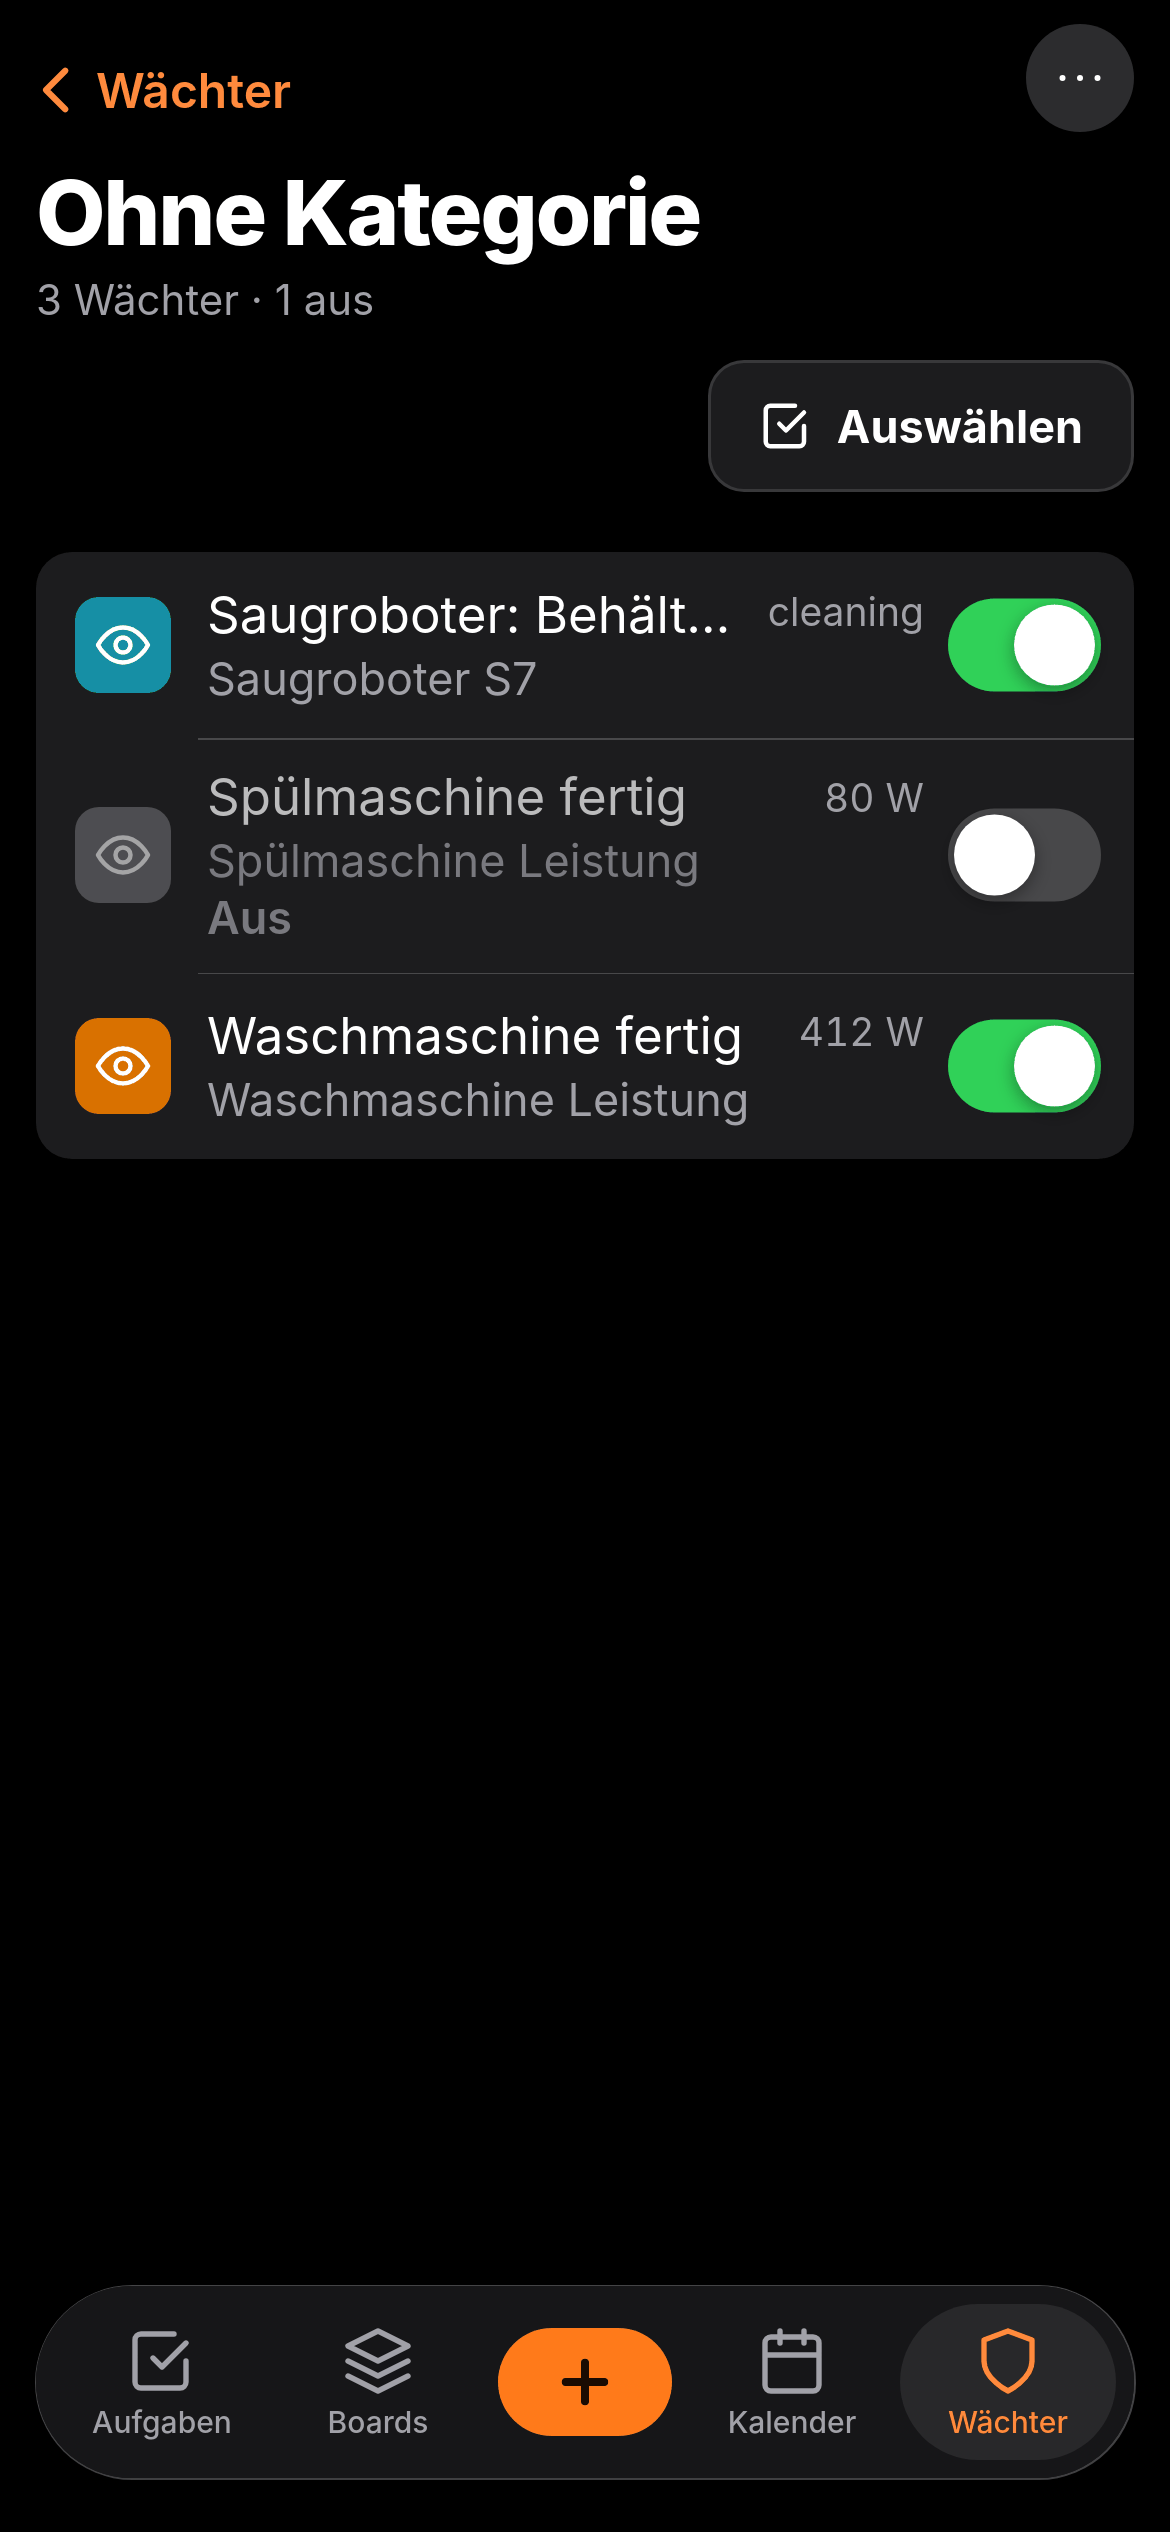 Wächter
Ohne Kategorie
3 Wächter · 1 aus
Auswählen
Saugroboter: Behält... cleaning
Saugroboter S7
Spülmaschine fertig 80 W
Spülmaschine Leistung
Aus
Waschmaschine fertig 412 W
Waschmaschine Leistung
Aufgaben Boards Kalender Wächter